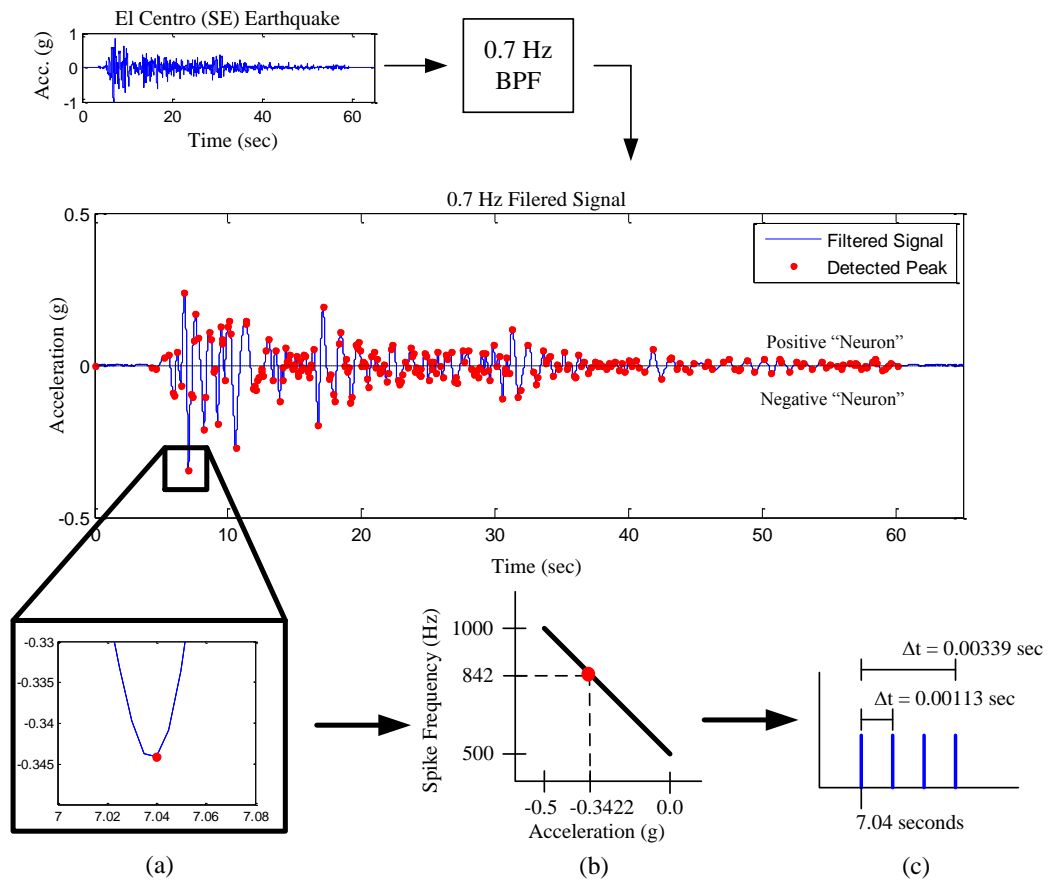 El Centro (SE) Earthquake
Acc. (g)
1
0
-1
0
20
40
60
Time (sec)
0.7 Hz
BPF
0.7 Hz Filered Signal
Acceleration (g)
0.5
0
-0.5
Filtered Signal
Detected Peak
Positive “Neuron”
Negative “Neuron”
0
10
20
30
40
50
60
Time (sec)
-0.33
-0.335
-0.34
-0.345
7
7.02
7.04
7.06
7.08
(a)
Spike Frequency (Hz)
1000
842
500
-0.5
-0.3422
0.0
Acceleration (g)
(b)
Δt = 0.00339 sec
Δt = 0.00113 sec
7.04 seconds
(c)